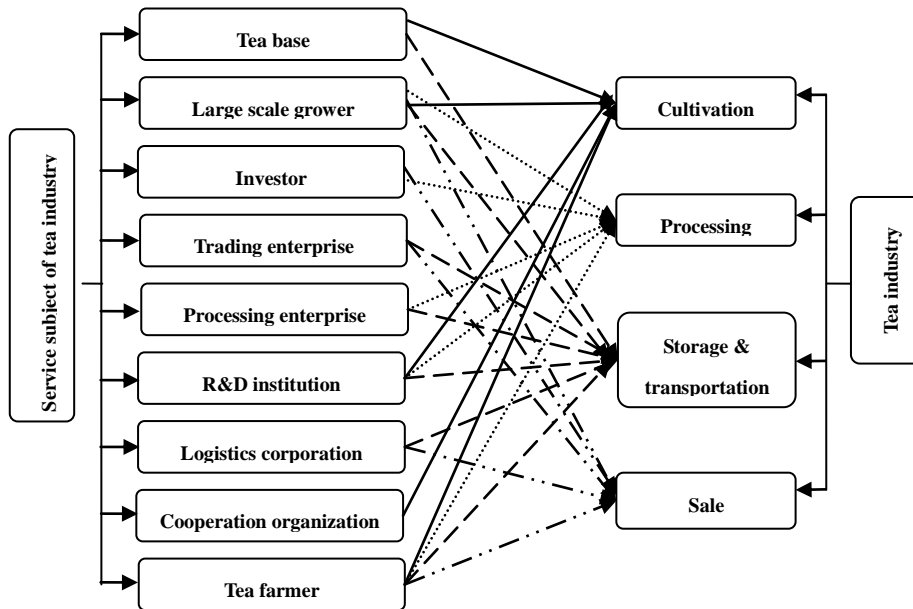 Service subject of tea industry
Tea base
Large scale grower
Investor
Trading enterprise
Processing enterprise
R&D institution
Logistics corporation
Cooperation organization
Tea farmer
Cultivation
Processing
Storage &
transportation
Sale
Tea industry